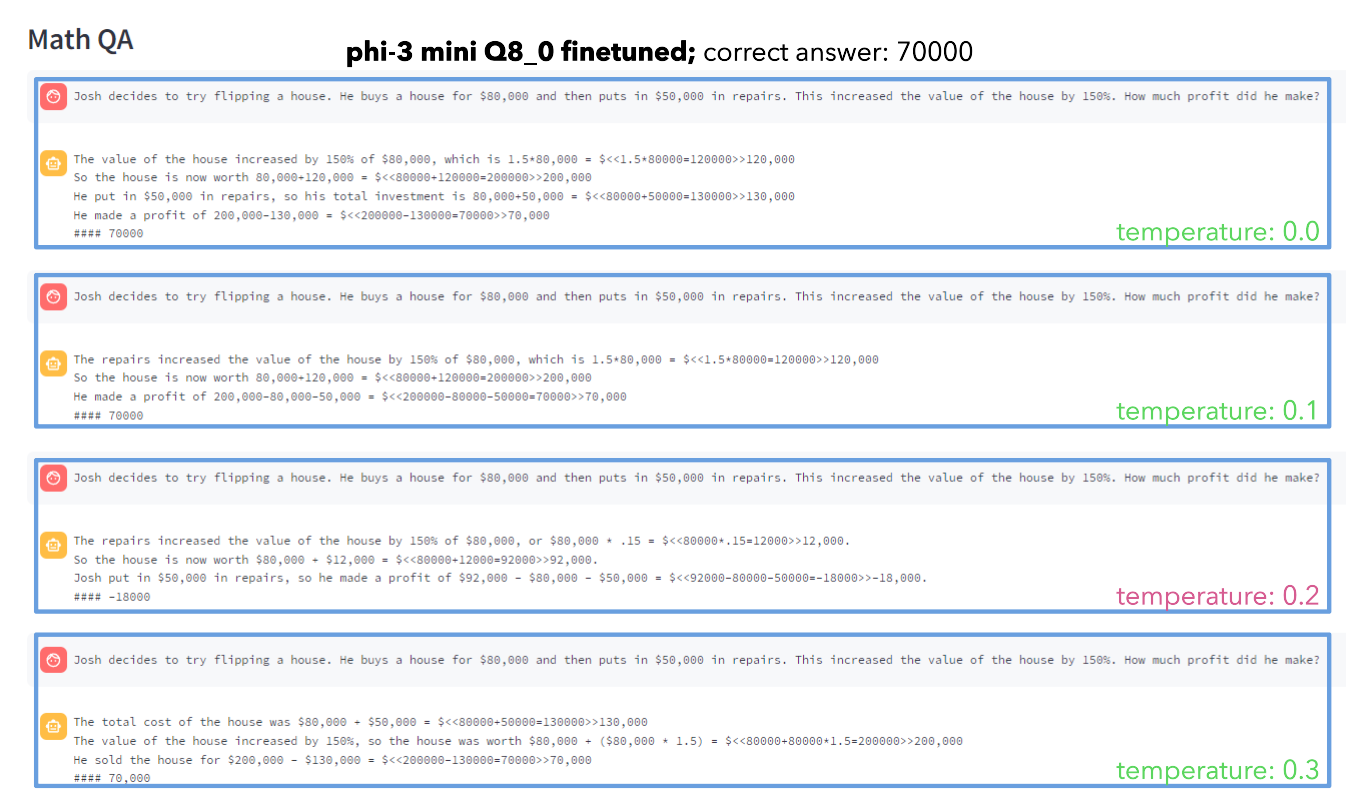 Math QA
phi-3 mini Q8_0 finetuned; correct answer: 70000
Josh decides to try flipping a house. He buys a house for $80,000 and then puts in $50,000 in repairs. This increased the value of the house by 150%. How much profit did he make?
The value of the house increased by 150% of $80,000, which is 1.5*80,000 = $<<1.5*80000=120000>>120,000
So the house is now worth 80,000+120,000 = $<<80000+120000=200000>>200,000
He put in $50,000 in repairs, so his total investment is 80,000+50,000 = $<<80000+50000=130000>>130,000
He made a profit of 200,000-130,000 = $<<200000-130000=70000>>70,000
#### 70000
temperature: 0.0
Josh decides to try flipping a house. He buys a house for $80,000 and then puts in $50,000 in repairs. This increased the value of the house by 150%. How much profit did he make?
The repairs increased the value of the house by 150% of $80,000, which is 1.5*80,000 = $<<1.5*80000=120000>>120,000
So the house is now worth 80,000+120,000 = $<<80000+120000=200000>>200,000
He made a profit of 200,000-80,000-50,000 = $<<200000-80000-50000=70000>>70,000
#### 70000
temperature: 0.1
Josh decides to try flipping a house. He buys a house for $80,000 and then puts in $50,000 in repairs. This increased the value of the house by 150%. How much profit did he make?
The repairs increased the value of the house by 150% of $80,000, or $80,000 * .15 = $<<80000*.15=12000>>12,000.
So the house is now worth $80,000 + $12,000 = $<<80000+12000=92000>>92,000.
Josh put in $50,000 in repairs, so he made a profit of $92,000 - $80,000 - $50,000 = $<<92000-80000-50000=-18000>>-18,000.
#### -18000
temperature: 0.2
Josh decides to try flipping a house. He buys a house for $80,000 and then puts in $50,000 in repairs. This increased the value of the house by 150%. How much profit did he make?
The total cost of the house was $80,000 + $50,000 = $<<80000+50000=130000>>130,000
The value of the house increased by 150%, so the house was worth $80,000 + ($80,000 * 1.5) = $<<80000+80000*1.5=200000>>200,000
He sold the house for $200,000 - $130,000 = $<<200000-130000=70000>>70,000
#### 70,000
temperature: 0.3